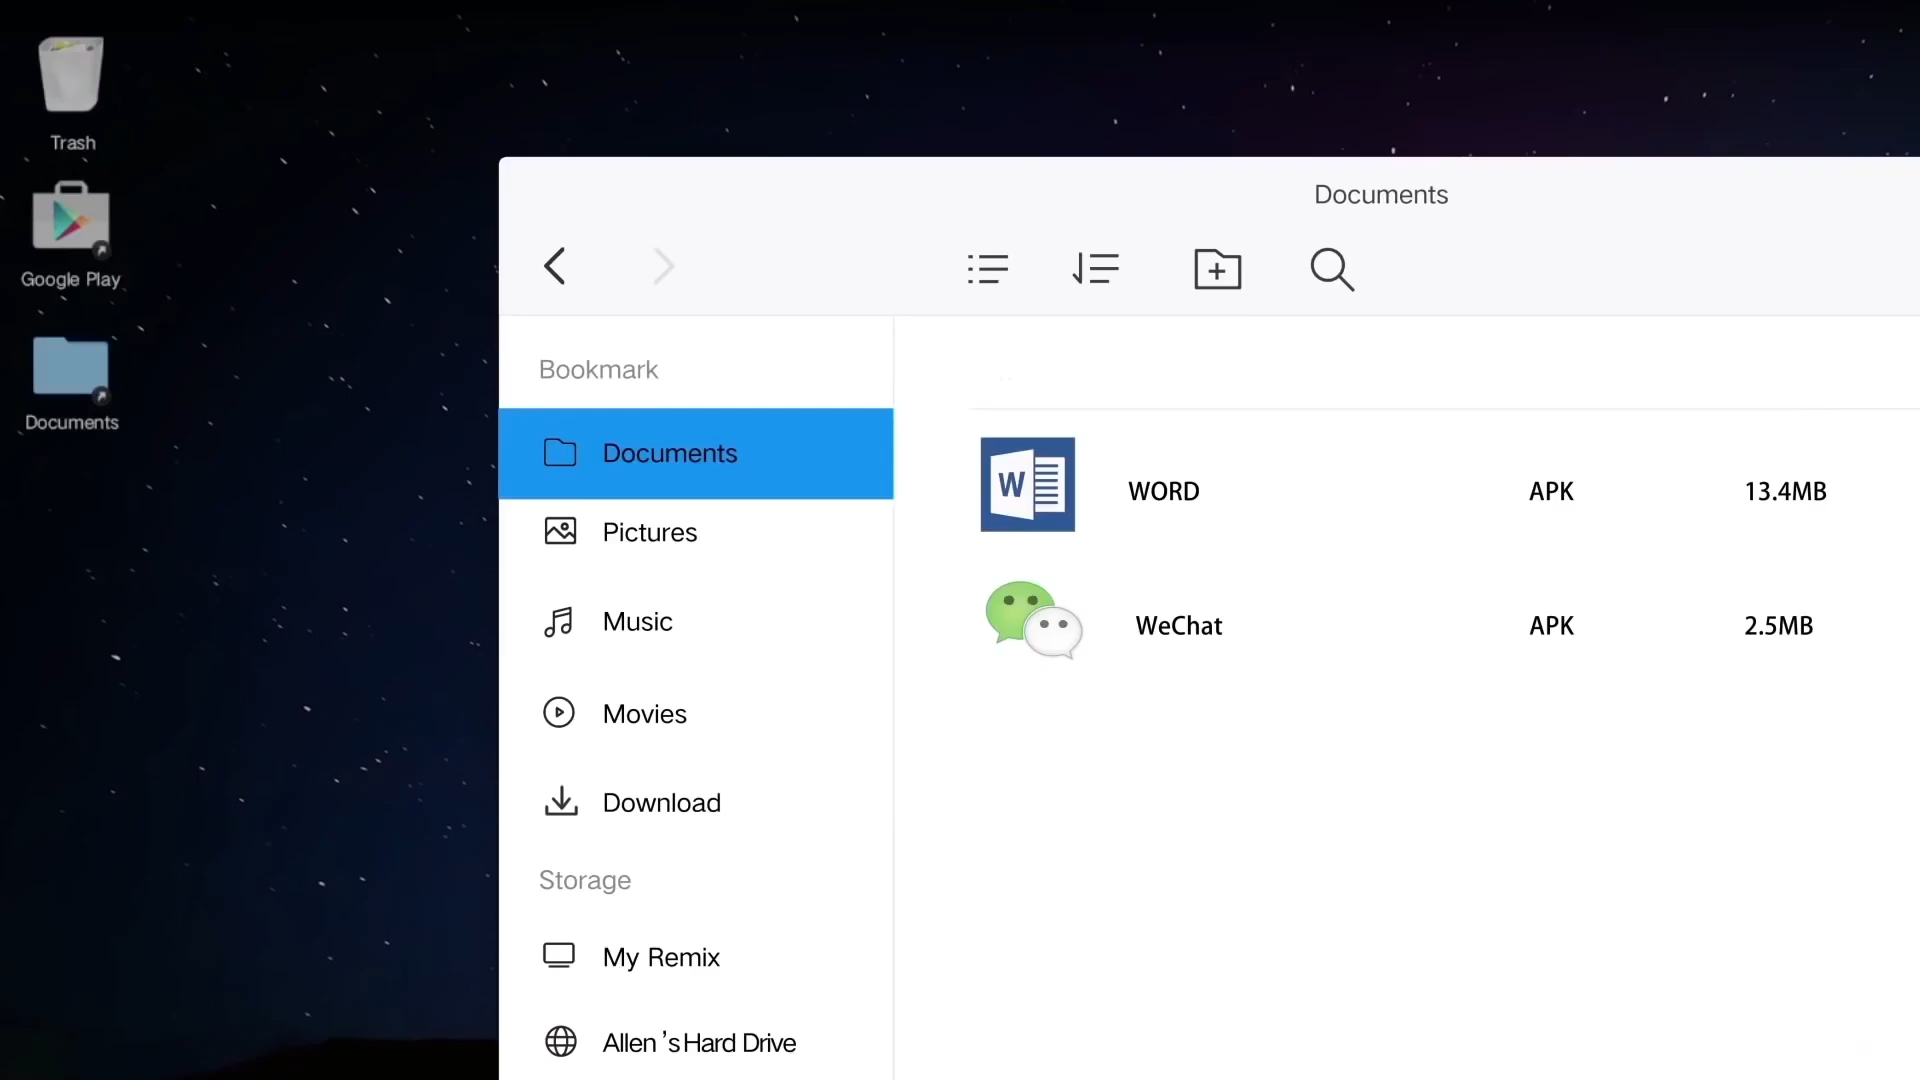 Trash
Google Play
Documents
Documents
Bookmark
Documents
Pictures
Music
Movies
Download
Storage
My Remix
Allen 's Hard Drive
W
WORD APK 13.4MB
WeChat APK 2.5MB